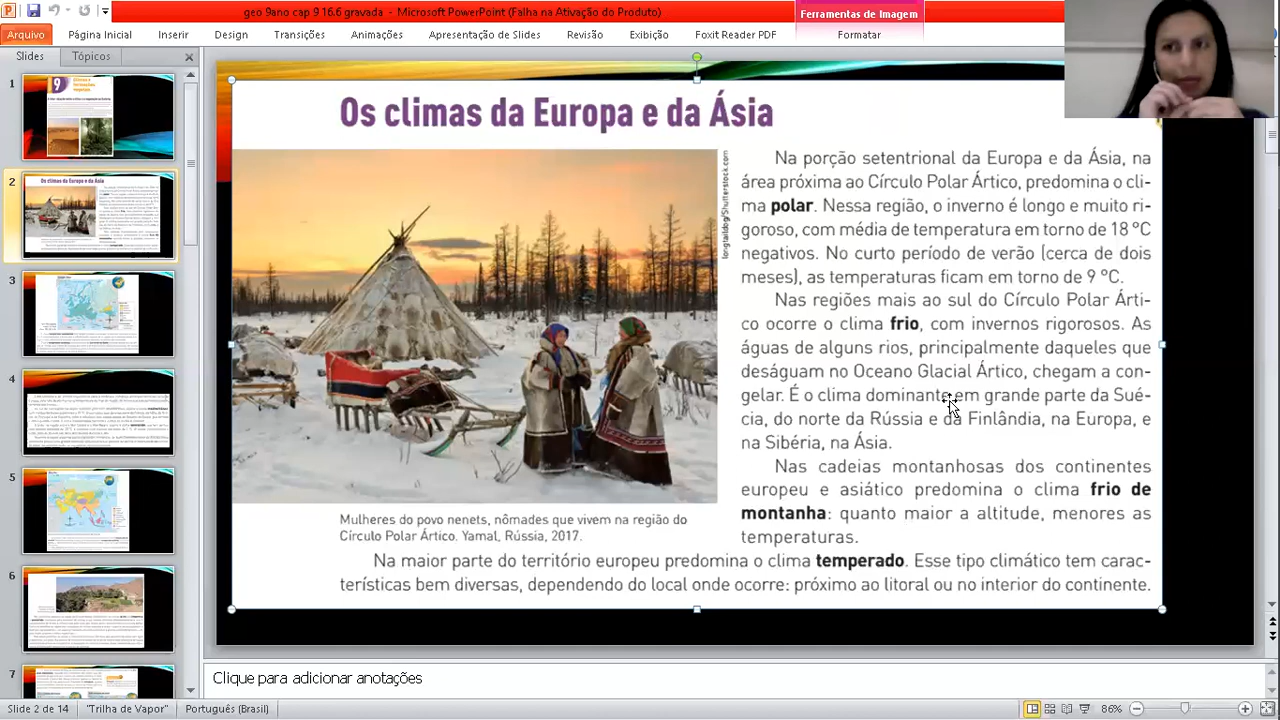 geo 9ano cap 9 16.6 gravada - Microsoft PowerPoint (Falha na Ativação do Produto)
Ferramentas de Imagem
Arquivo
Página Inicial
Inserir
Design
Transições
Animações
Apresentação de Slides
Revisão
Exibição
Foxit Reader PDF
Formatar
Slides
Tópicos
1
2
3
4
5
6
7
Os climas da Europa e da Ásia
Na porção setentrional da Europa e da Ásia, na
área próxima ao Círculo Polar Ártico, predomina o cli-
ma polar. Nessa região, o inverno é longo e muito ri-
goroso, com média de temperatura em torno de 18 °C
negativos. No curto período de verão (cerca de dois
meses), as temperaturas ficam em torno de 9 °C.
Nas regiões mais ao sul do Círculo Polar Árti-
clima frio, com invernos rigorosos. As
águas de alguns rios, principalmente daqueles que
deságuam no Oceano Glacial Ártico, chegam a con-
gelar. É o clima dominante em grande parte da Sué-
Rússia e da Finlândia, na Europa, e
na Sibéria, na Ásia.
Nas cadeias montanhosas dos continentes
europeu e asiático predomina o clima frio de
montanha: quanto maior a altitude, menores as
temperaturas.
longtaildog/Shutterstock.com
Mulheres do povo nenets, nômades que vivem na região do
Círculo Polar Ártico. Yamal, Rússia, 2017.
Na maior parte do território europeu predomina o clima temperado. Esse tipo climático tem carac-
terísticas bem diversas, dependendo do local onde ocorre: próximo ao litoral ou no interior do continente.
Clique para adicionar anotações
Slide 2 de 14
"Trilha de Vapor"
Português (Brasil)
86%